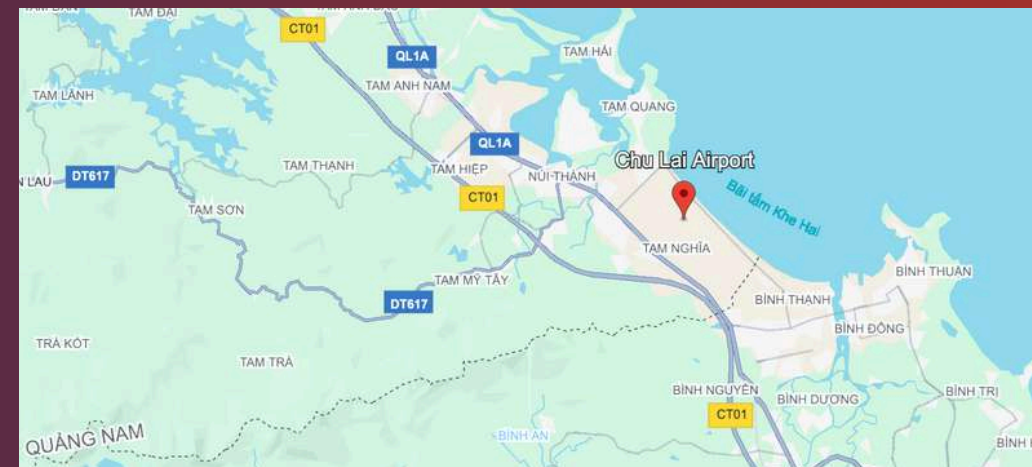 TAM ĐẠI
CT01
QL1A
TAM HẢI
TAM LÃNH
TAM ANH NAM
TAM QUANG
QL1A
Chu Lai Airport
TAM THẠNH
TAM HIỆP
NÚI THÀNH
DT617
N LAU
CT01
Bãi tắm Khe Hai
TAM SƠN
TAM NGHĨA
BÌNH THUẬN
TAM MỸ TÂY
DT617
BÌNH THẠNH
BÌNH ĐÔNG
TRÀ KÓT
TAM TRÀ
BÌNH NGUYÊN
BÌNH DƯƠNG
BÌNH TRỊ
CT01
QUẢNG NAM
BÌNH AN
BÌNH